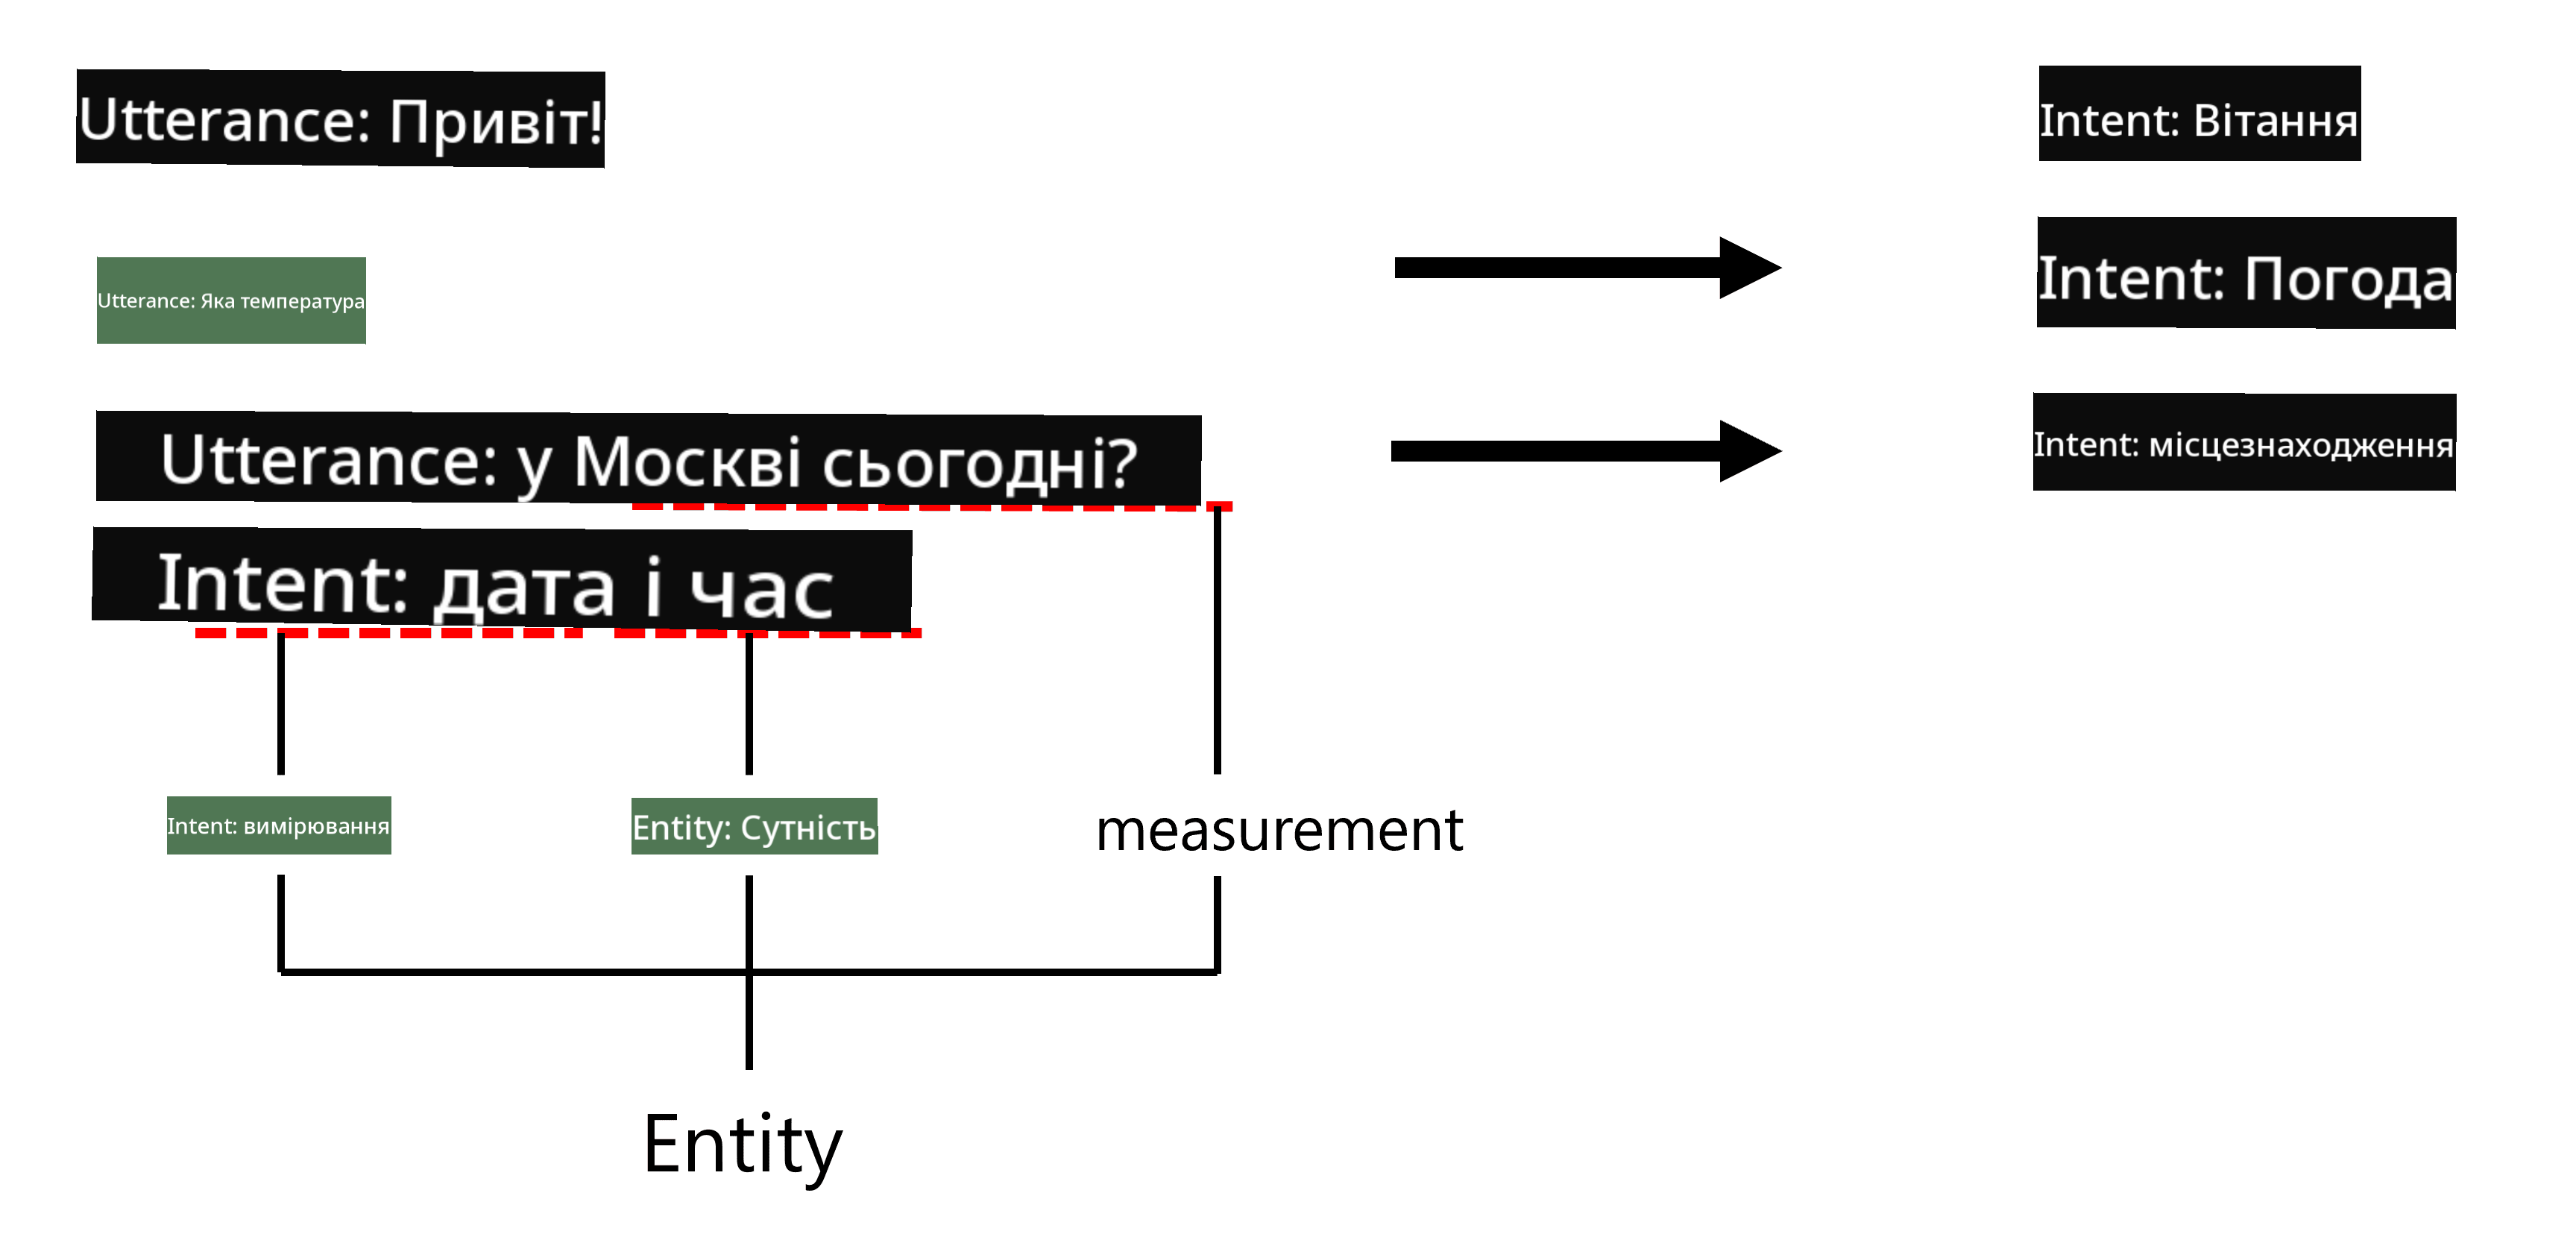 Utterance: Привіт!
Intent: Вітання
Utterance: Яка температура
Intent: Погода
Utterance: у Москві сьогодні?
Intent: місцезнаходження
Intent: дата і час
Intent: вимірювання
Entity: Сутність
measurement
Entity